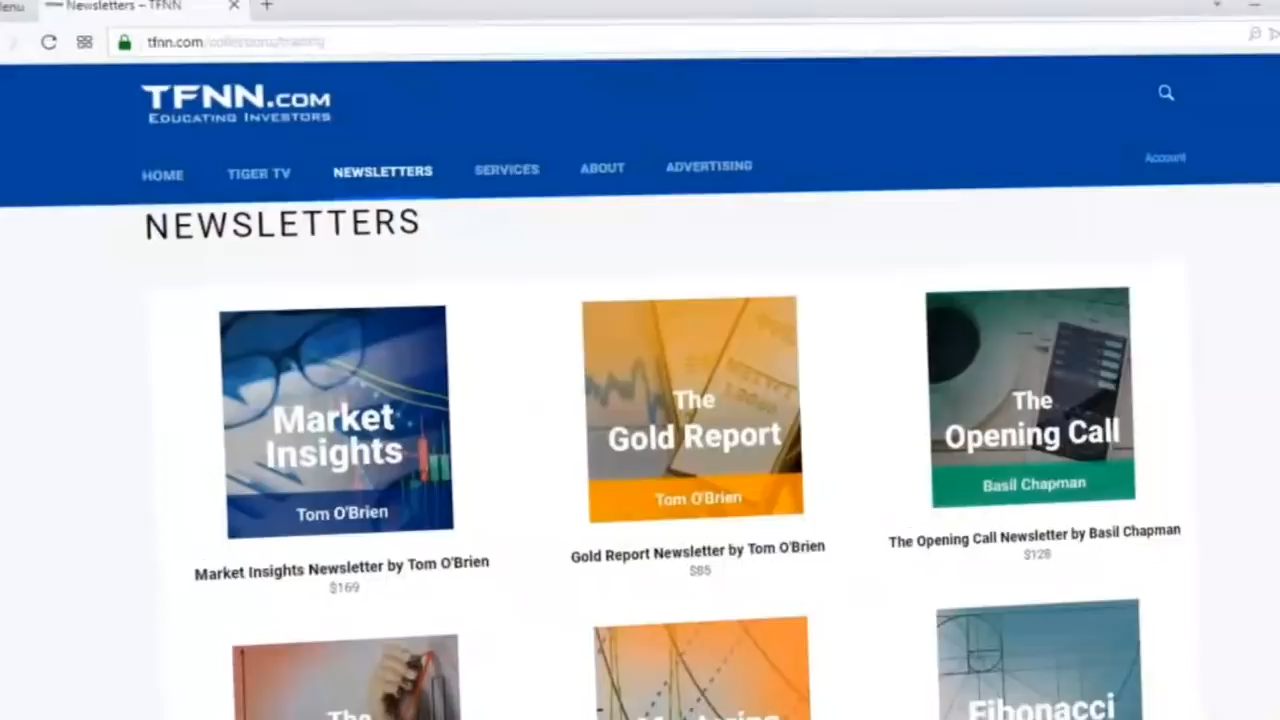 Newsletters – TFNN
tfnn.com
TFNN.COM
EDUCATING INVESTORS
HOME TIGER TV NEWSLETTERS SERVICES ABOUT ADVERTISING
Account
NEWSLETTERS
Market
Insights
Tom O'Brien
Market Insights Newsletter by Tom O'Brien
$169
The
Gold Report
Tom O'Brien
Gold Report Newsletter by Tom O'Brien
The
Opening Call
Basil Chapman
The Opening Call Newsletter by Basil Chapman
$128
The
Fibonacci